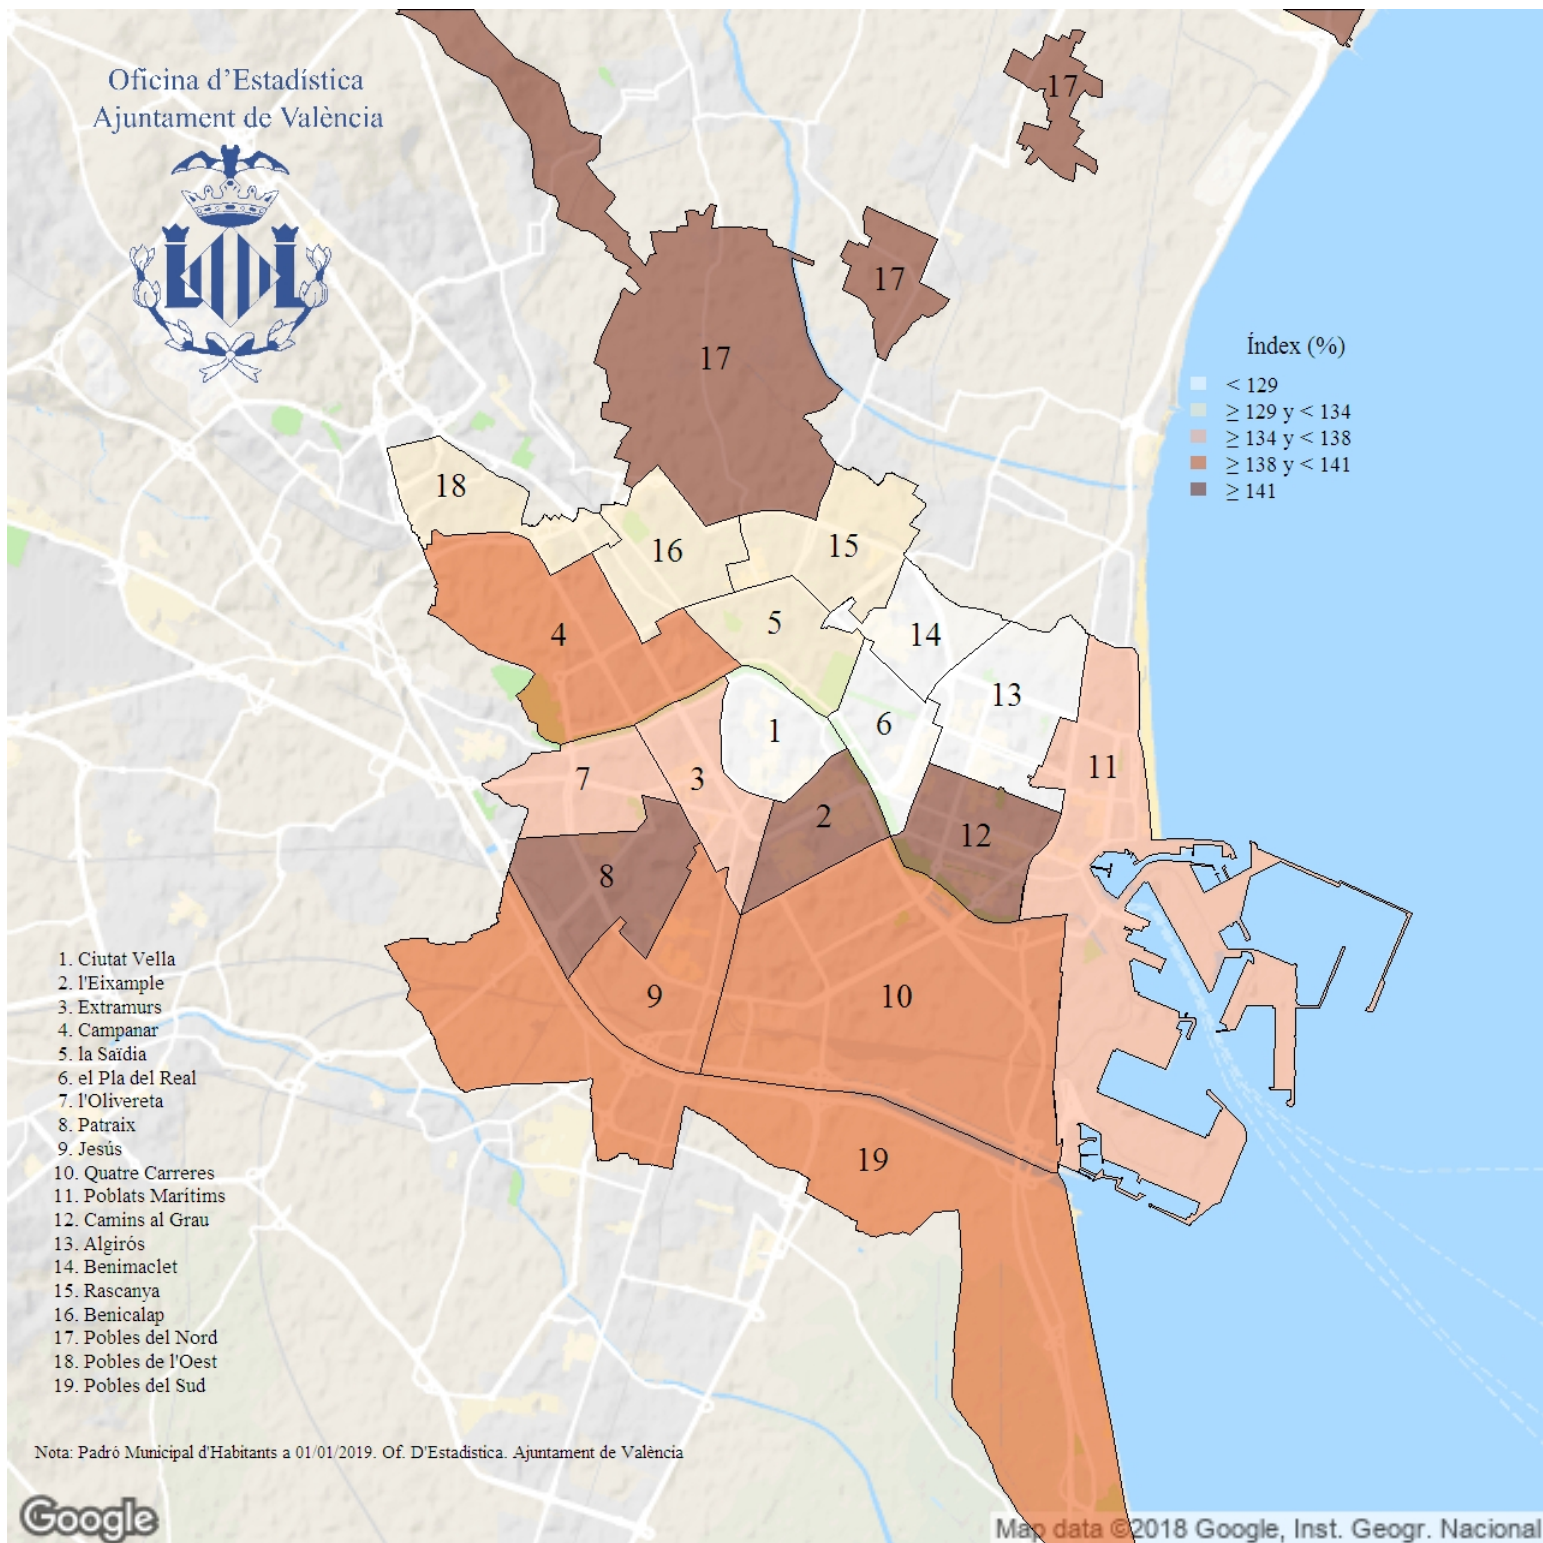 Oficina d'Estadística
Ajuntament de València
17
17
17
Índex (%)
< 129
≥ 129 y < 134
≥ 134 y < 138
≥ 138 y < 141
≥ 141
18
16
15
4
5
14
13
6
1
11
7
3
2
12
8
9
10
19
1. Ciutat Vella
2. l'Eixample
3. Extramurs
4. Campanar
5. la Saïdia
6. el Pla del Real
7. l'Olivereta
8. Patraix
9. Jesús
10. Quatre Carreres
11. Poblats Marítims
12. Camins al Grau
13. Algirós
14. Benimaclet
15. Rascanya
16. Benicalap
17. Pobles del Nord
18. Pobles de l'Oest
19. Pobles del Sud
Nota: Padró Municipal d'Habitants a 01/01/2019. Of. D'Estadística. Ajuntament de València
Google
Map data ©2018 Google, Inst. Geogr. Nacional